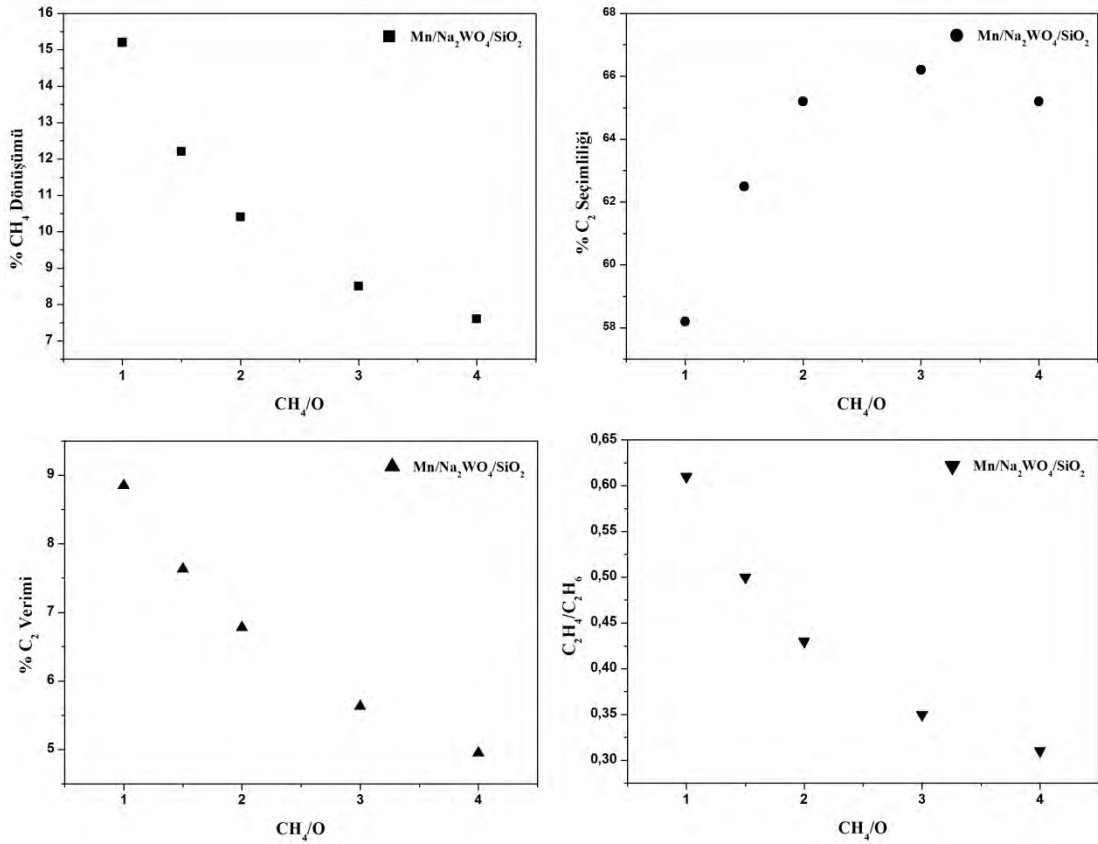 % CH₄ Dönüşümü
16
15
14
13
12
11
10
9
8
7
Mn/Na₂WO₄/SiO₂
1 2 3 4
CH₄/O
% C₂ Seçimliliği
68
66
64
62
60
58
Mn/Na₂WO₄/SiO₂
1 2 3 4
CH₄/O
% C₂ Verimi
9
8
7
6
5
Mn/Na₂WO₄/SiO₂
1 2 3 4
CH₄/O
C₂H₄/C₂H₆
0,65
0,60
0,55
0,50
0,45
0,40
0,35
0,30
Mn/Na₂WO₄/SiO₂
1 2 3 4
CH₄/O